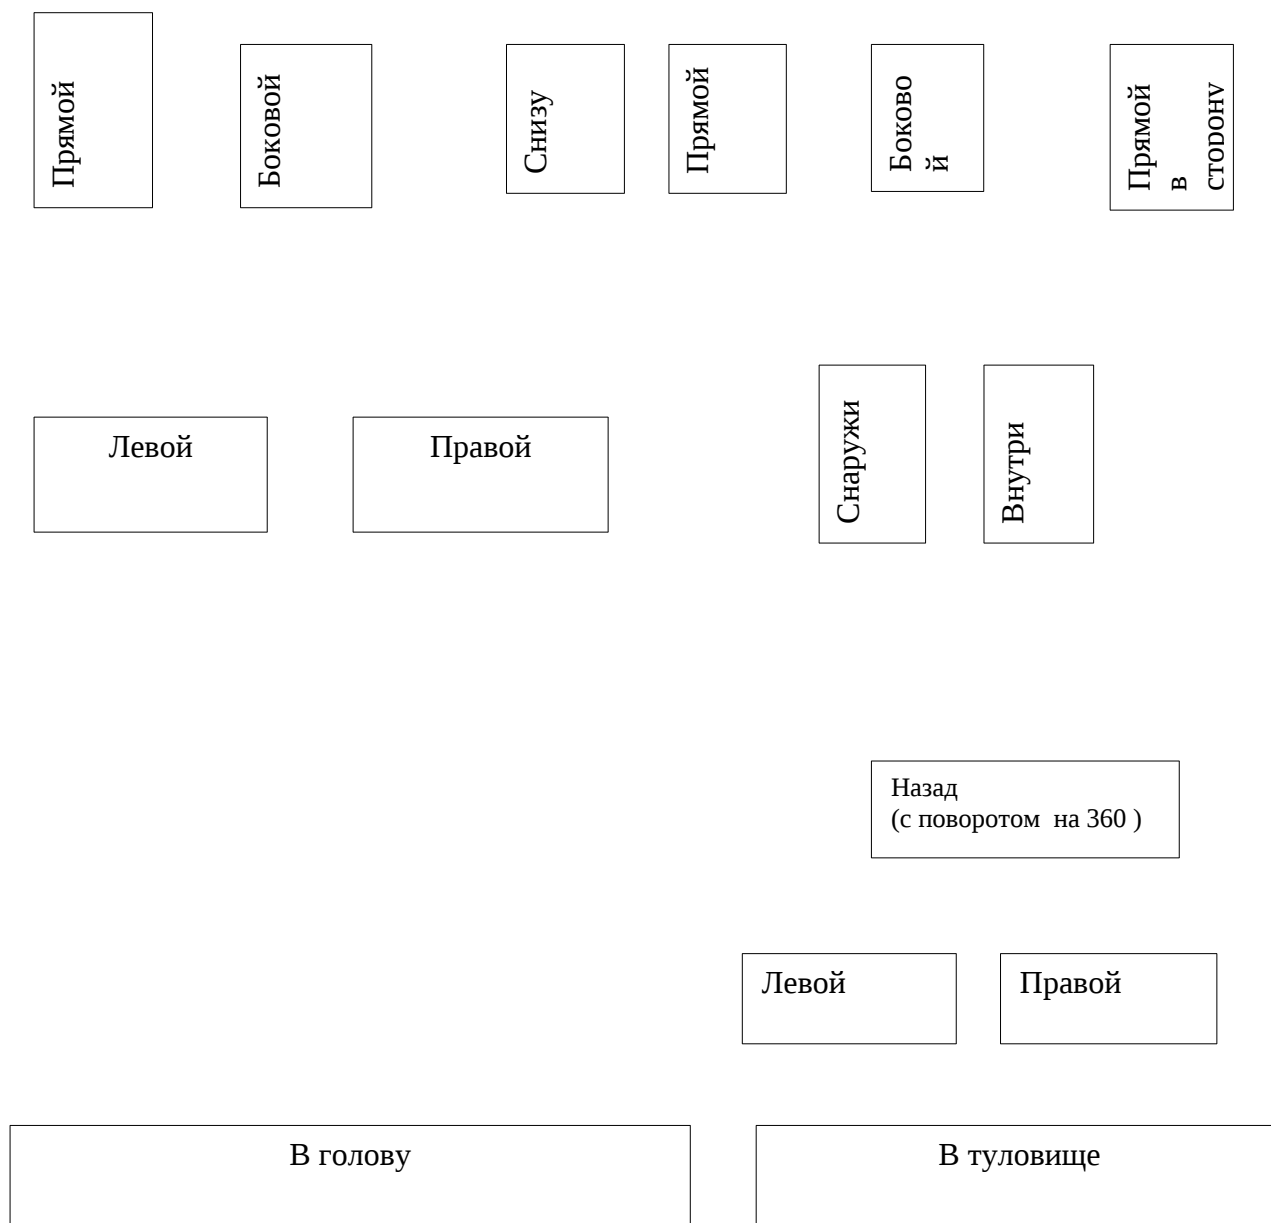 Прямой
Боковой
Снизу
Прямой
Боково
й
Прямой
в
сторону
Левой
Правой
Снаружи
Внутри
Назад
(с поворотом  на 360 )
Левой
Правой
В голову
В туловище